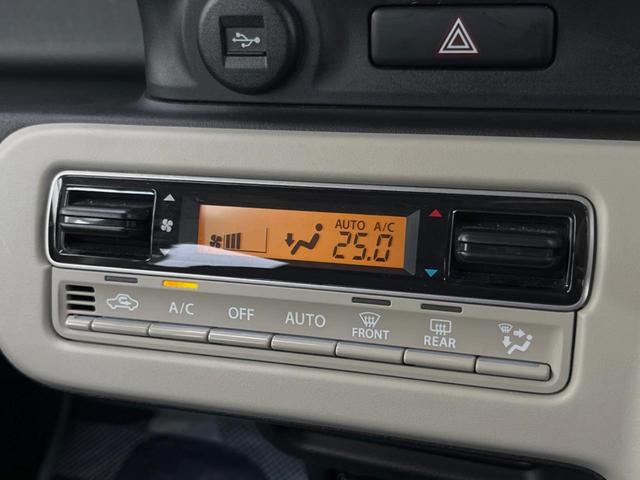 AUTO A/C
25.0
A/C
OFF
AUTO
FRONT
REAR